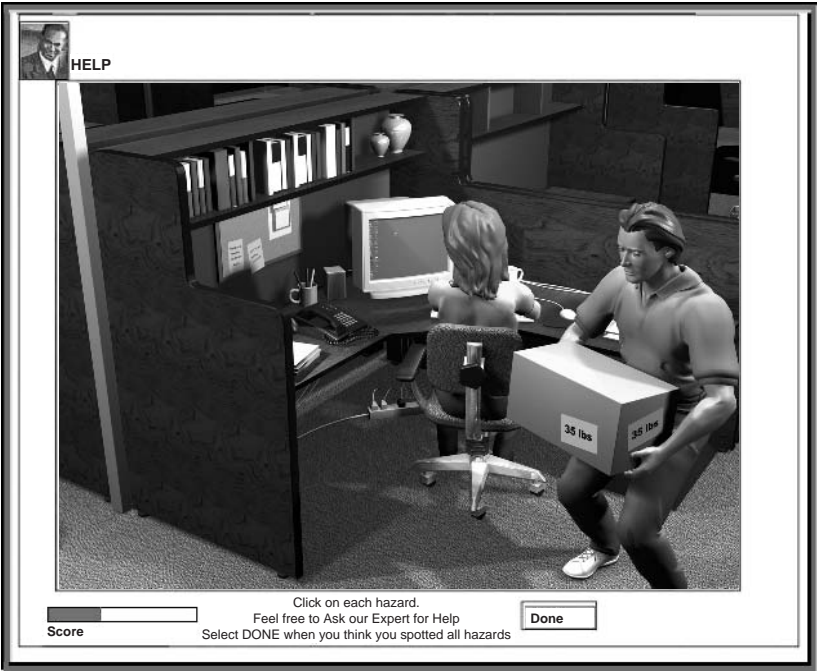 HELP
35 lbs
35 lbs
Click on each hazard.
Feel free to Ask our Expert for Help
Done
Score
Select DONE when you think you spotted all hazards